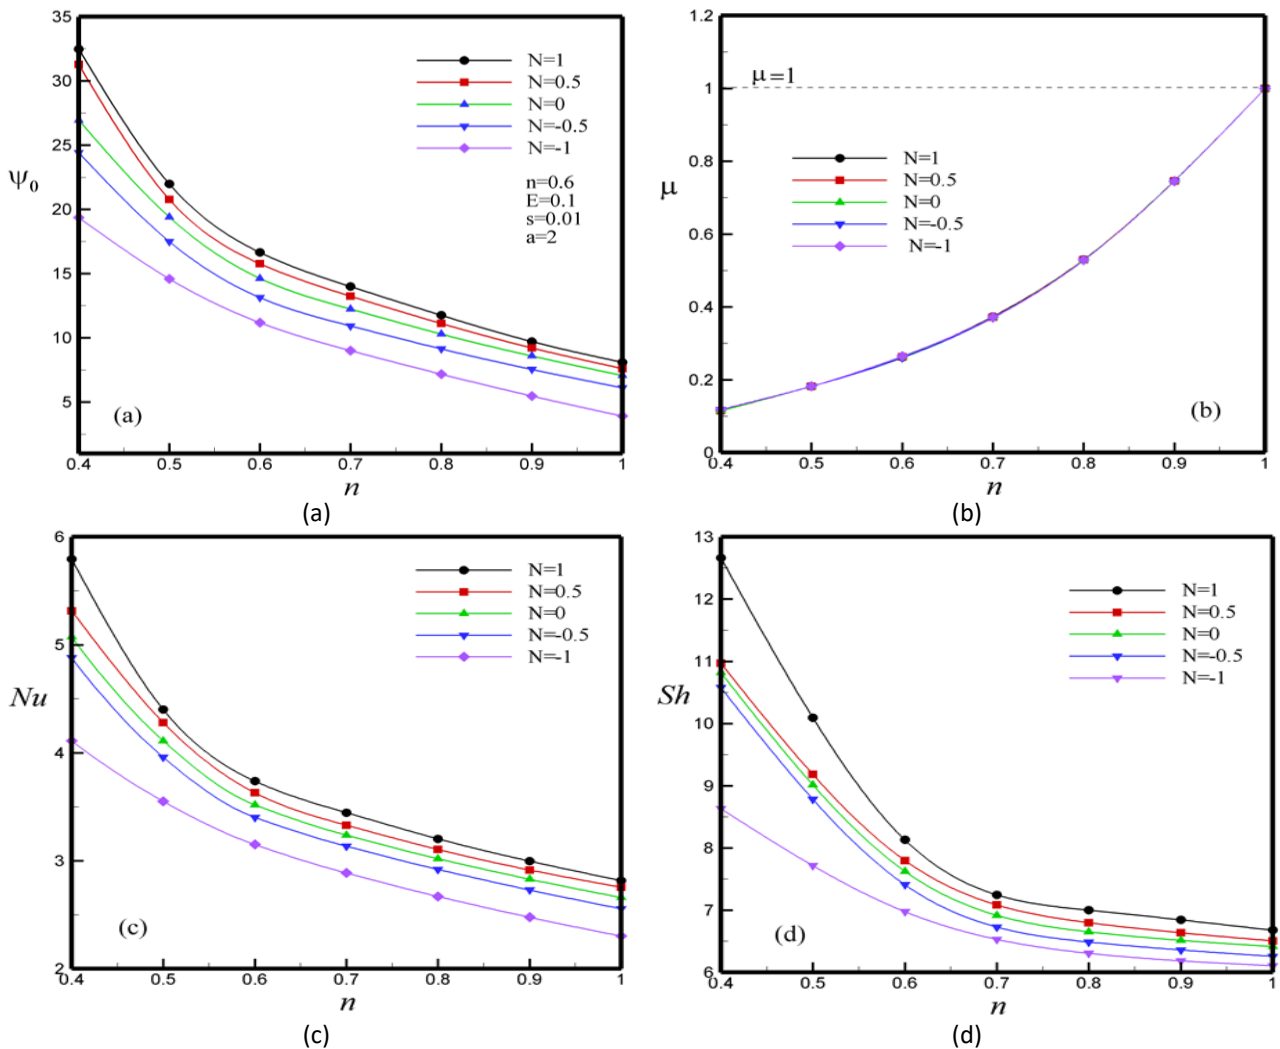 35
30
25
20
15
10
5
ψ₀
N=1
N=0.5
N=0
N=-0.5
N=-1
n=0.6
E=0.1
s=0.01
a=2
(a)
0.4 0.5 0.6 0.7 0.8 0.9 1
n
(a)
1.2
1
0.8
0.6
0.4
0.2
0
μ
μ=1
N=1
N=0.5
N=0
N=-0.5
N=-1
(b)
0.4 0.5 0.6 0.7 0.8 0.9 1
n
(b)
6
5
4
3
2
Nu
N=1
N=0.5
N=0
N=-0.5
N=-1
(c)
0.4 0.5 0.6 0.7 0.8 0.9 1
n
(c)
13
12
11
10
9
8
7
6
Sh
N=1
N=0.5
N=0
N=-0.5
N=-1
(d)
0.4 0.5 0.6 0.7 0.8 0.9 1
n
(d)